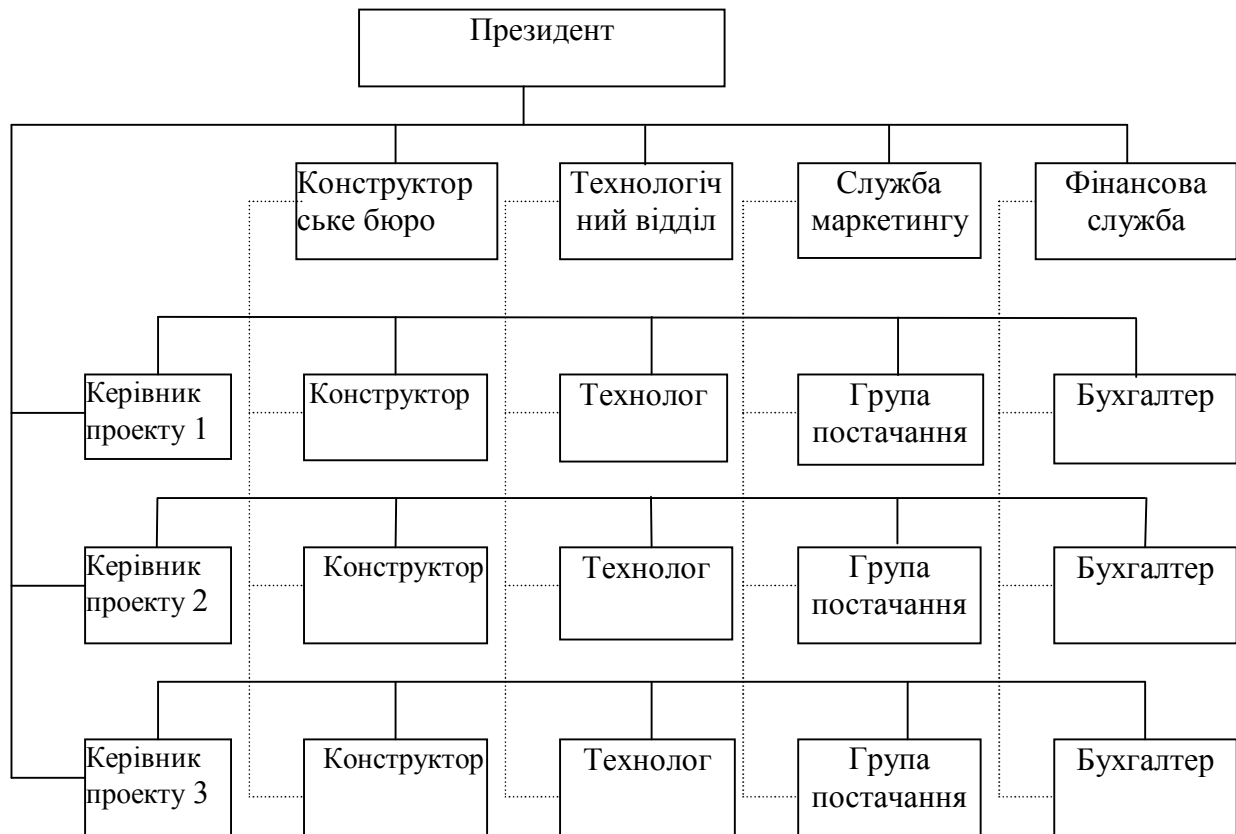 Президент
Конструктор
ське бюро
Технологіч
ний відділ
Служба
маркетингу
Фінансова
служба
Керівник
проекту 1
Конструктор
Технолог
Група
постачання
Бухгалтер
Керівник
проекту 2
Конструктор
Технолог
Група
постачання
Бухгалтер
Керівник
проекту 3
Конструктор
Технолог
Група
постачання
Бухгалтер